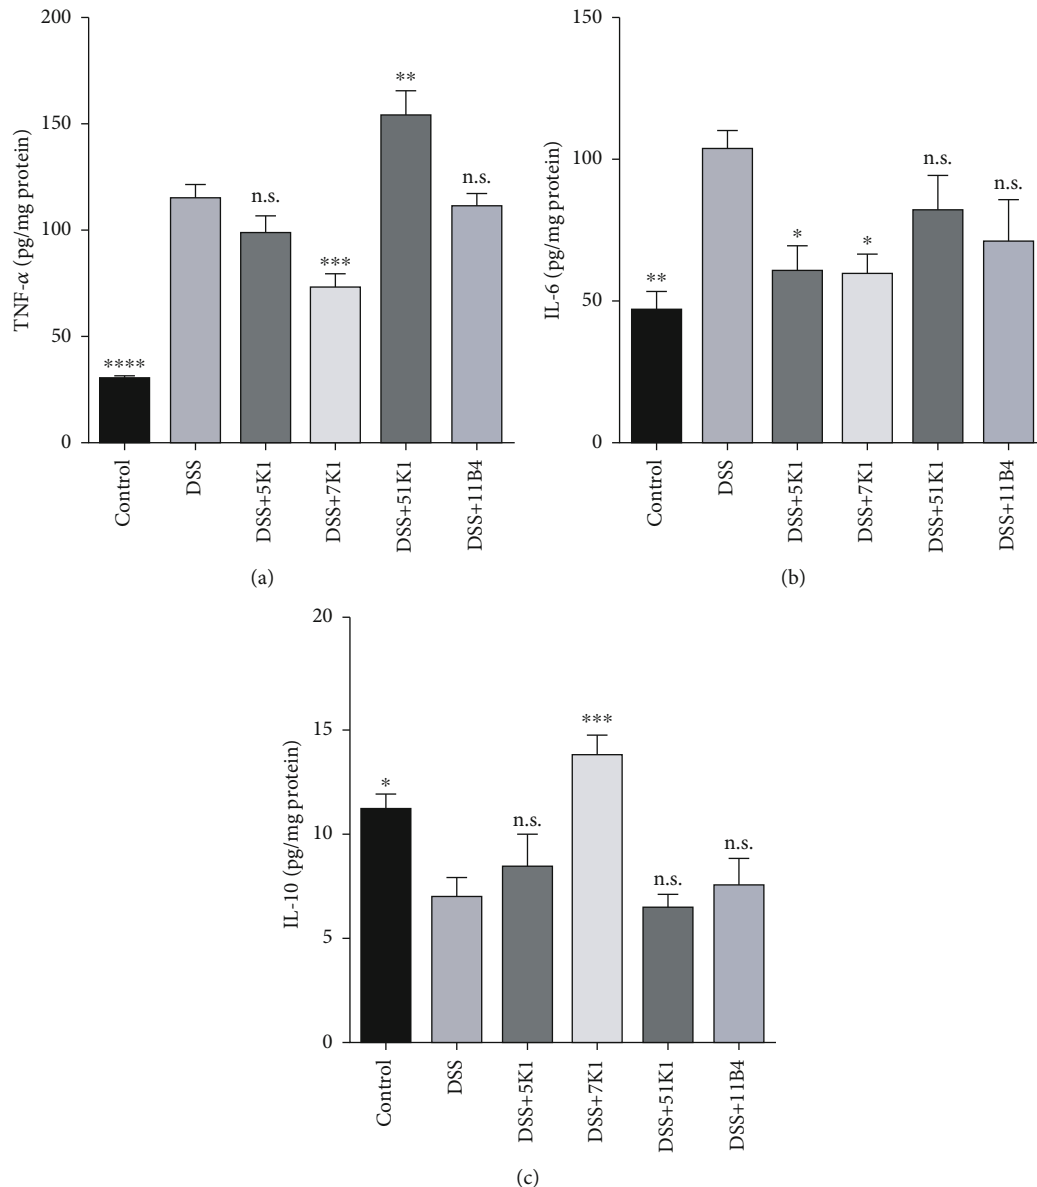 200
150
100
50
0
TNF-α (pg/mg protein)
****
n.s.
***
**
n.s.
Control
DSS
DSS+5K1
DSS+7K1
DSS+51K1
DSS+11B4
(a)
150
100
50
0
IL-6 (pg/mg protein)
**
*
*
n.s.
n.s.
Control
DSS
DSS+5K1
DSS+7K1
DSS+51K1
DSS+11B4
(b)
20
15
10
5
0
IL-10 (pg/mg protein)
*
n.s.
***
n.s.
n.s.
Control
DSS
DSS+5K1
DSS+7K1
DSS+51K1
DSS+11B4
(c)